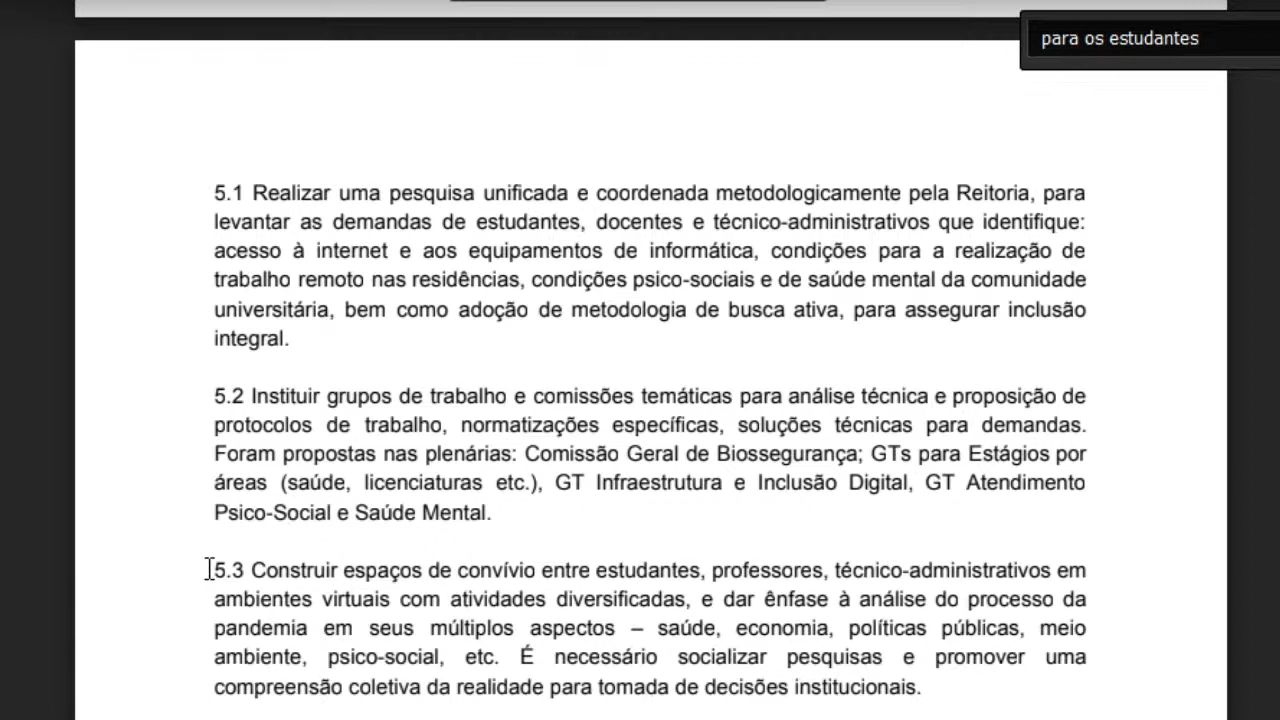 para os estudantes
5.1 Realizar uma pesquisa unificada e coordenada metodologicamente pela Reitoria, para
levantar as demandas de estudantes, docentes e técnico-administrativos que identifique:
acesso à internet e aos equipamentos de informática, condições para a realização de
trabalho remoto nas residências, condições psico-sociais e de saúde mental da comunidade
universitária, bem como adoção de metodologia de busca ativa, para assegurar inclusão
integral.
5.2 Instituir grupos de trabalho e comissões temáticas para análise técnica e proposição de
protocolos de trabalho, normatizações específicas, soluções técnicas para demandas.
Foram propostas nas plenárias: Comissão Geral de Biossegurança; GTs para Estágios por
áreas (saúde, licenciaturas etc.), GT Infraestrutura e Inclusão Digital, GT Atendimento
Psico-Social e Saúde Mental.
5.3 Construir espaços de convívio entre estudantes, professores, técnico-administrativos em
ambientes virtuais com atividades diversificadas, e dar ênfase à análise do processo da
pandemia em seus múltiplos aspectos – saúde, economia, políticas públicas, meio
ambiente, psico-social, etc. É necessário socializar pesquisas e promover uma
compreensão coletiva da realidade para tomada de decisões institucionais.